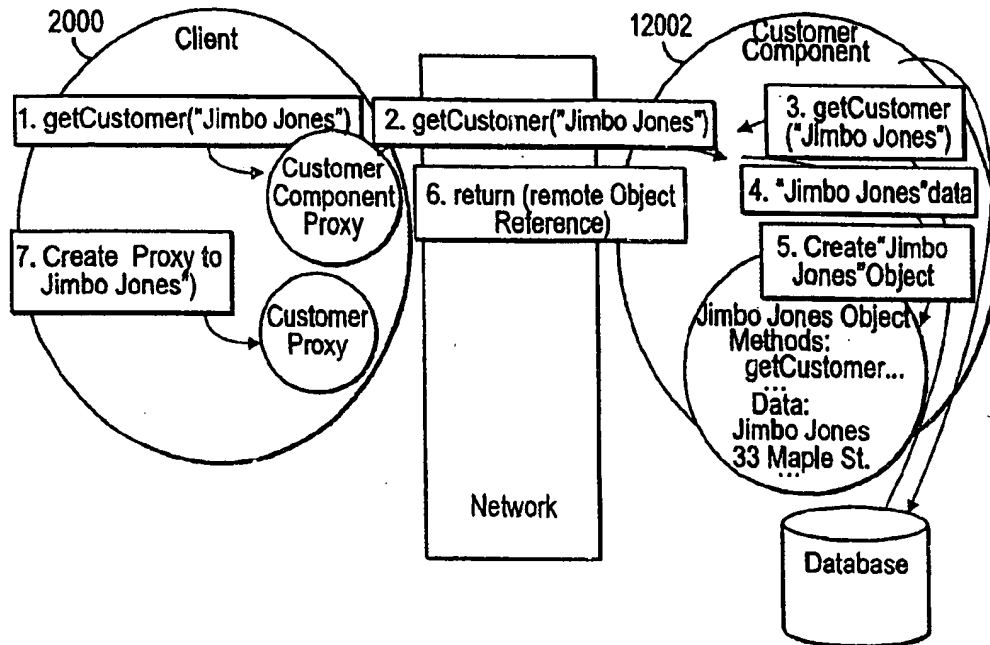 2000
Client
12002
Customer
Component
1. getCustomer("Jimbo Jones")
2. getCustomer("Jimbo Jones")
3. getCustomer
("Jimbo Jones")
Customer
Component
Proxy
6. return (remote Object
Reference)
4. "Jimbo Jones"data
7. Create Proxy to
Jimbo Jones")
5. Create"Jimbo
Jones"Object
Customer
Proxy
Jimbo Jones Object
Methods:
getCustomer...
...
Data:
Jimbo Jones
33 Maple St.
...
Network
Database